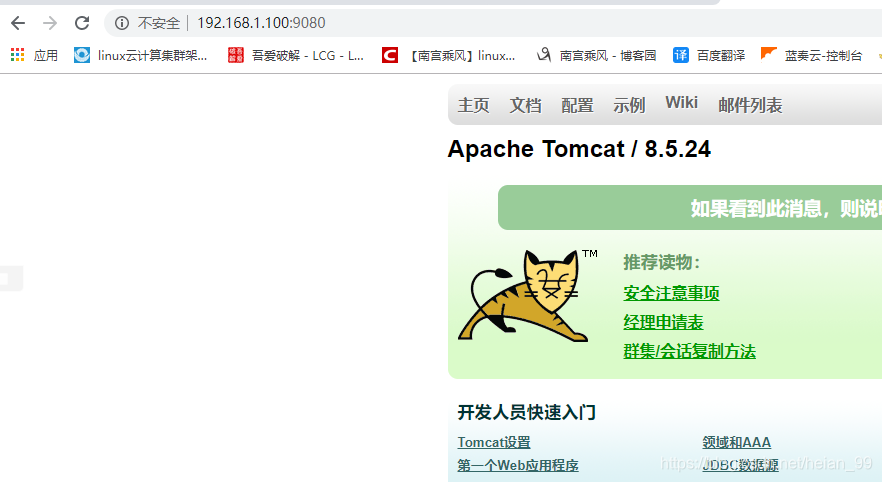 不安全 | 192.168.1.100:9080
应用 linux云计算集群架... 吾爱破解 - LCG - L... 【南宫乘风】linux... 南宫乘风 - 博客园 译 百度翻译 蓝奏云-控制台
主页 文档 配置 示例 Wiki 邮件列表
Apache Tomcat / 8.5.24
如果看到此消息，则说
TM
推荐读物：
安全注意事项
经理申请表
群集/会话复制方法
开发人员快速入门
Tomcat设置 领域和AAA
第一个Web应用程序 JDBC数据源